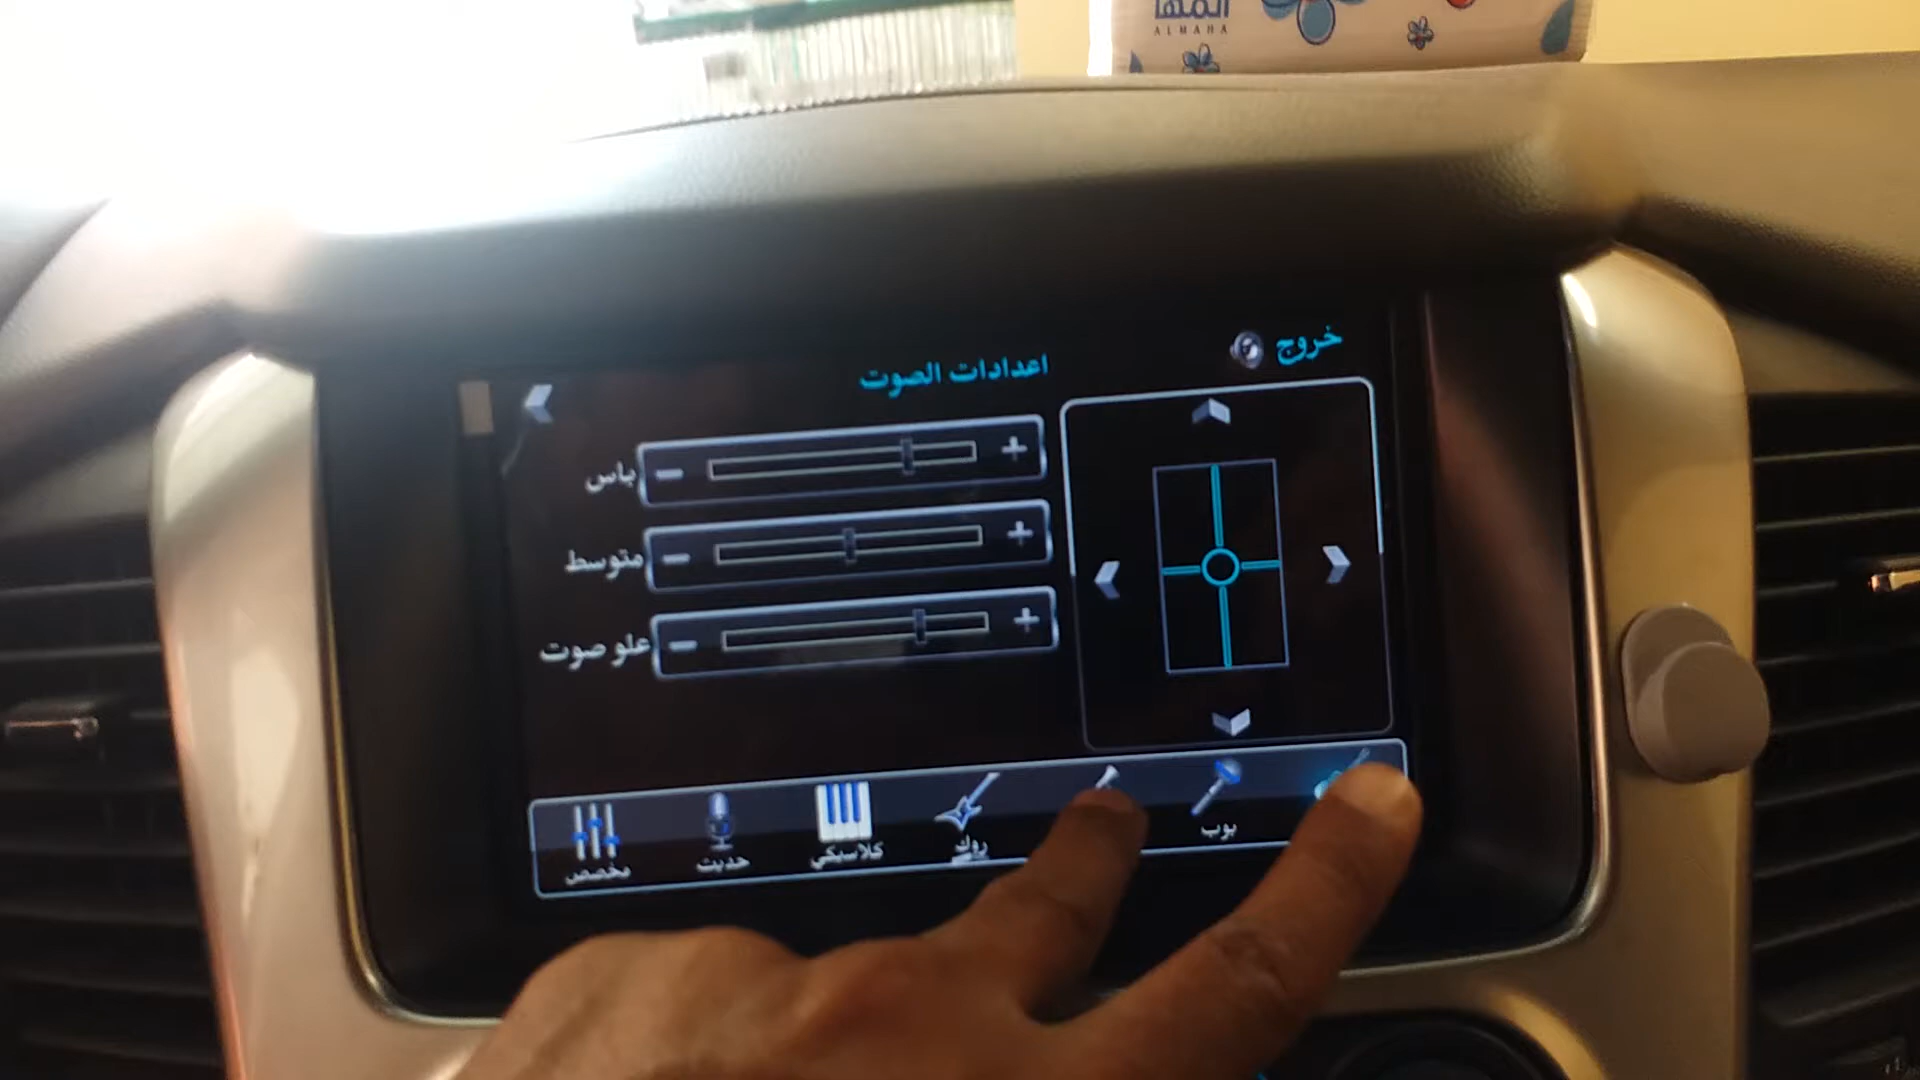 المها
ALMAHA
خروج
اعدادات الصوت
باس
متوسط
علو صوت
بوب
روك
كلاسيكي
حديث
مخصص